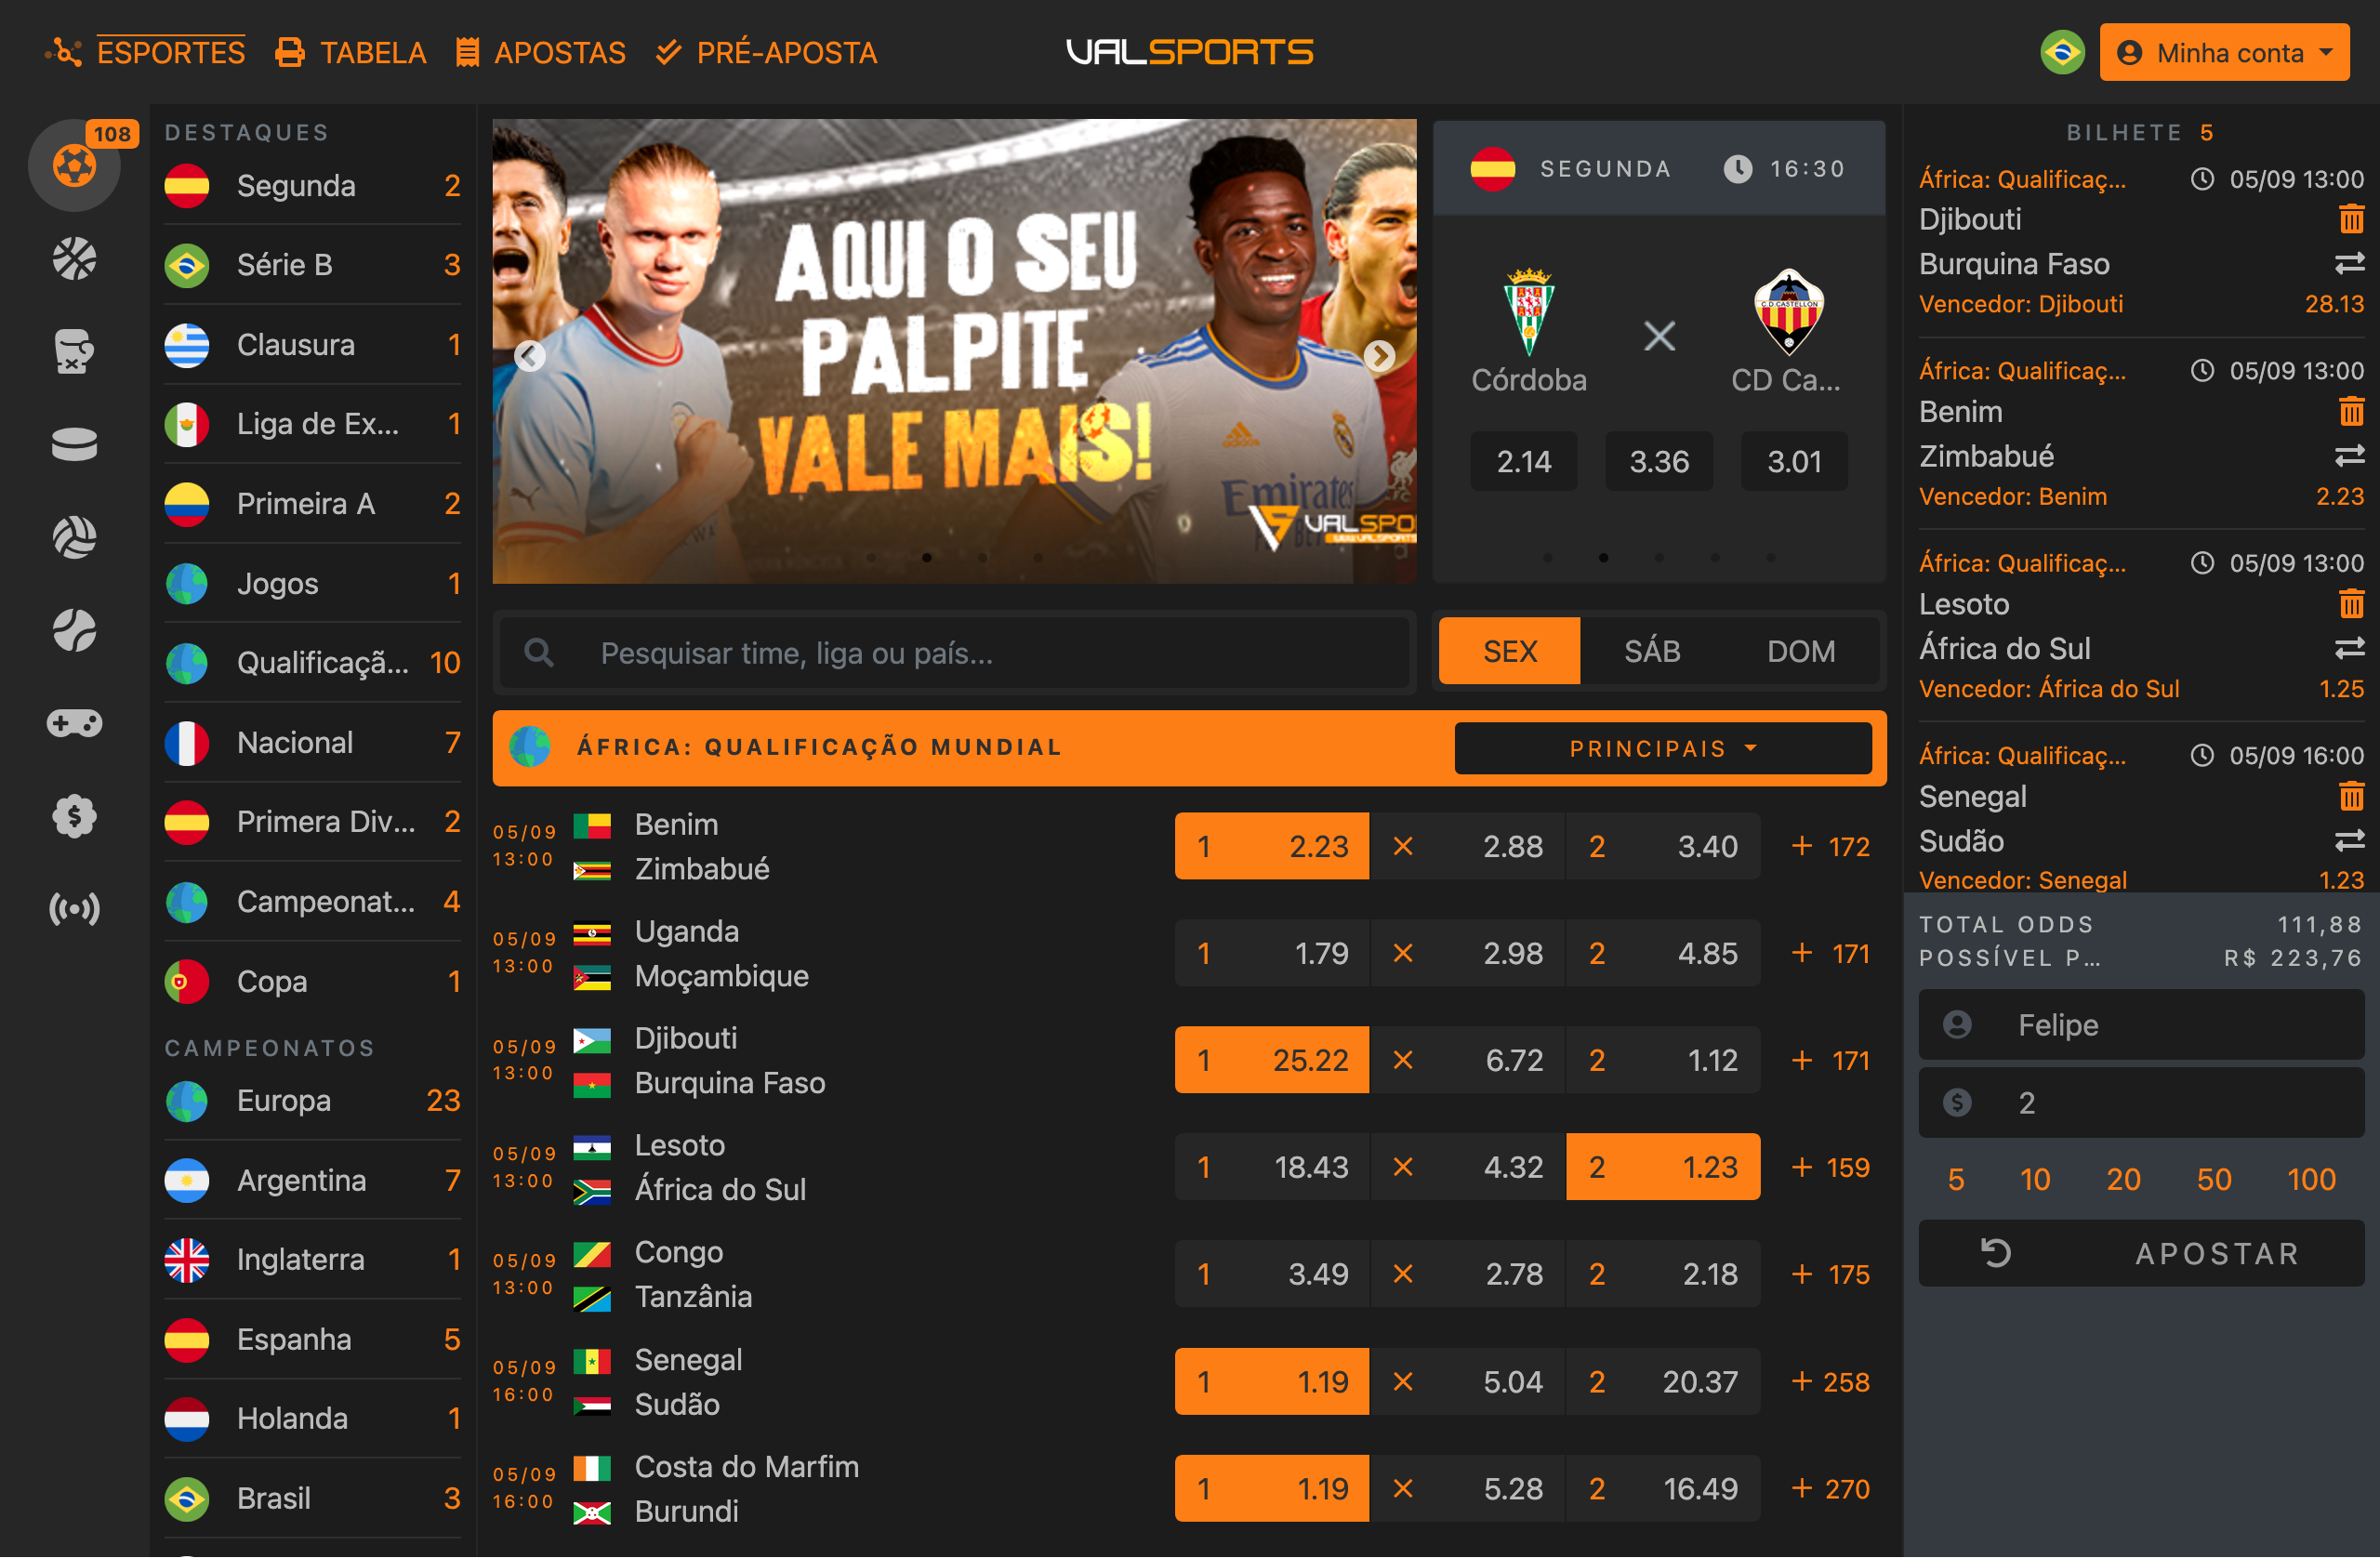 ESPORTES TABELA APOSTAS PRÉ-APOSTA VALSPORTS Minha conta
108
DESTAQUES
Segunda 2
Série B 3
Clausura 1
Liga de Ex... 1
Primeira A 2
Jogos 1
Qualificaçã... 10
Nacional 7
Primera Div... 2
Campeonat... 4
Copa 1
CAMPEONATOS
Europa 23
Argentina 7
Inglaterra 1
Espanha 5
Holanda 1
Brasil 3
AQUI O SEU
PALPITE
VALE MAIS!
Emirates
adidas
VALSPO
WWW.VALSPORTS
SEGUNDA 16:30
C.D. CASTELLON
Córdoba CD Ca...
2.14 3.36 3.01
Pesquisar time, liga ou país...
SEX SÁB DOM
ÁFRICA: QUALIFICAÇÃO MUNDIAL PRINCIPAIS
05/09 13:00 Benim Zimbabué 1 2.23 × 2.88 2 3.40 + 172
05/09 13:00 Uganda Moçambique 1 1.79 × 2.98 2 4.85 + 171
05/09 13:00 Djibouti Burquina Faso 1 25.22 × 6.72 2 1.12 + 171
05/09 13:00 Lesoto África do Sul 1 18.43 × 4.32 2 1.23 + 159
05/09 13:00 Congo Tanzânia 1 3.49 × 2.78 2 2.18 + 175
05/09 16:00 Senegal Sudão 1 1.19 × 5.04 2 20.37 + 258
05/09 16:00 Costa do Marfim Burundi 1 1.19 × 5.28 2 16.49 + 270
BILHETE 5
África: Qualificaç... 05/09 13:00
Djibouti
Burquina Faso
Vencedor: Djibouti 28.13
África: Qualificaç... 05/09 13:00
Benim
Zimbabué
Vencedor: Benim 2.23
África: Qualificaç... 05/09 13:00
Lesoto
África do Sul
Vencedor: África do Sul 1.25
África: Qualificaç... 05/09 16:00
Senegal
Sudão
Vencedor: Senegal 1.23
TOTAL ODDS 111,88
POSSÍVEL P... R$ 223,76
Felipe
2
5 10 20 50 100
APOSTAR